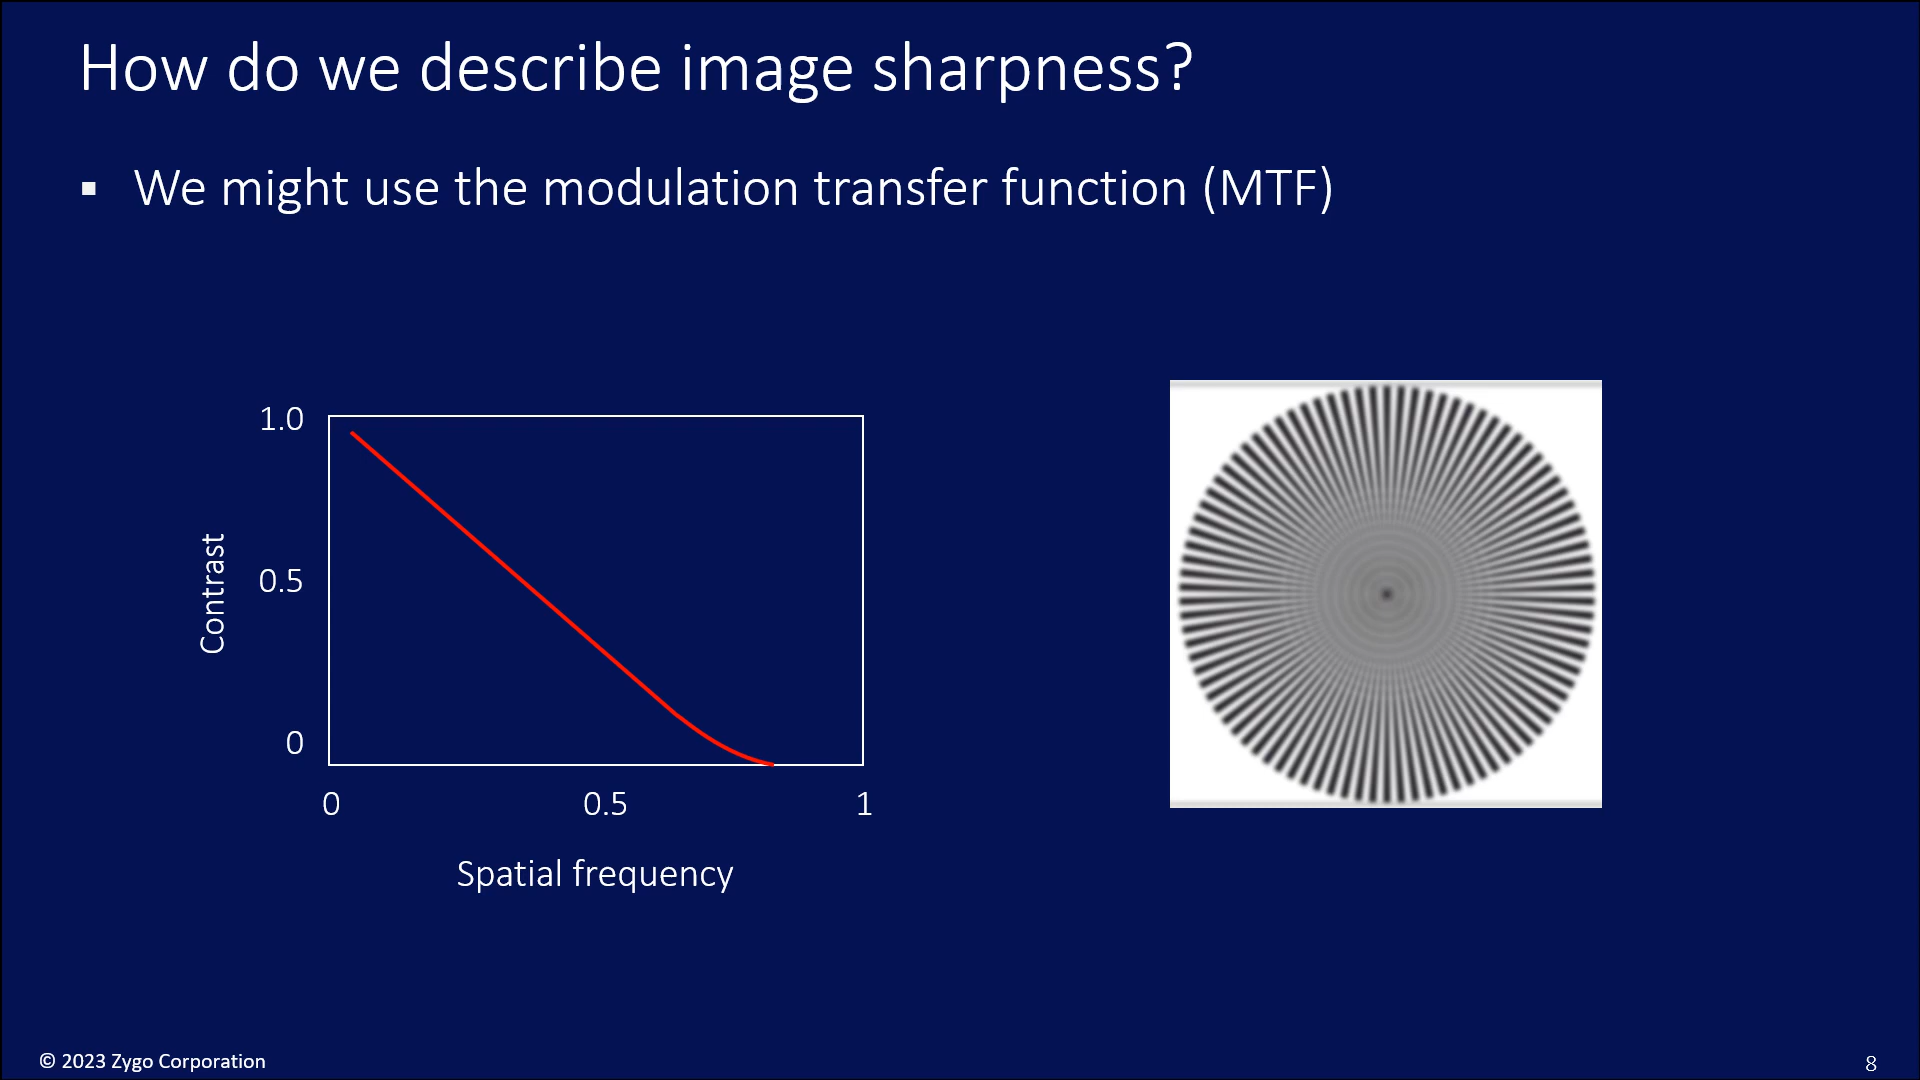 How do we describe image sharpness?
▪ We might use the modulation transfer function (MTF)
1.0
0.5
0
Contrast
0
0.5
1
Spatial frequency
© 2023 Zygo Corporation
8